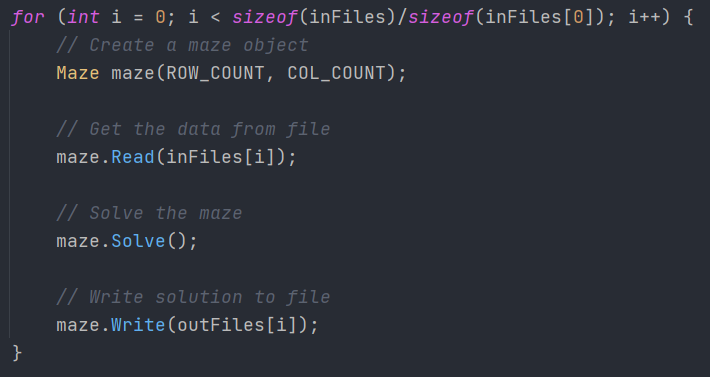 for (int i = 0; i < sizeof(inFiles)/sizeof(inFiles[0]); i++) {
    // Create a maze object
    Maze maze(ROW_COUNT, COL_COUNT);

    // Get the data from file
    maze.Read(inFiles[i]);

    // Solve the maze
    maze.Solve();

    // Write solution to file
    maze.Write(outFiles[i]);
}